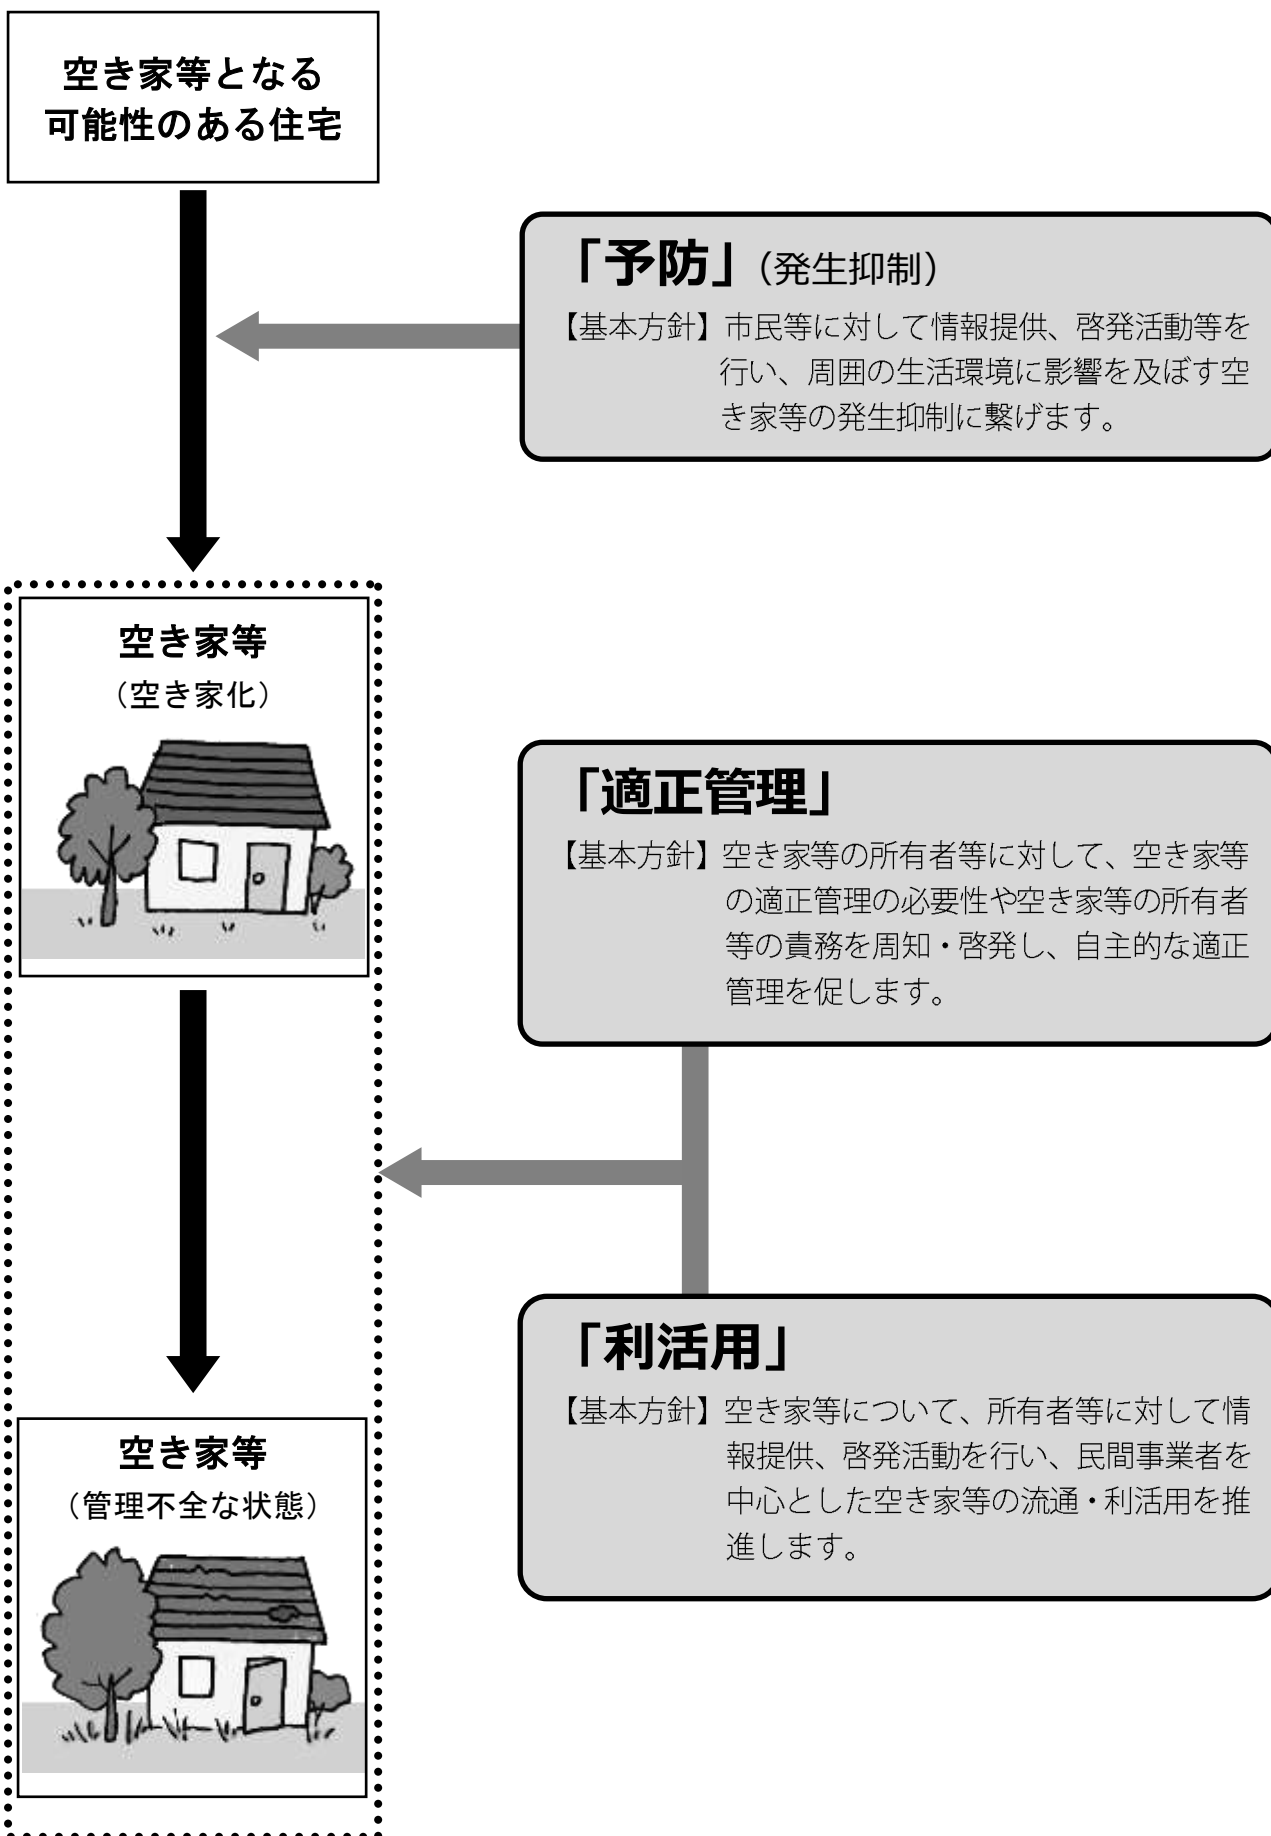 空き家等となる
可能性のある住宅
「予防」（発生抑制）
【基本方針】市民等に対して情報提供、啓発活動等を
行い、周囲の生活環境に影響を及ぼす空
き家等の発生抑制に繋げます。
空き家等
（空き家化）
「適正管理」
【基本方針】空き家等の所有者等に対して、空き家等
の適正管理の必要性や空き家等の所有者
等の責務を周知・啓発し、自主的な適正
管理を促します。
「利活用」
【基本方針】空き家等について、所有者等に対して情
報提供、啓発活動を行い、民間事業者を
中心とした空き家等の流通・利活用を推
進します。
空き家等
（管理不全な状態）